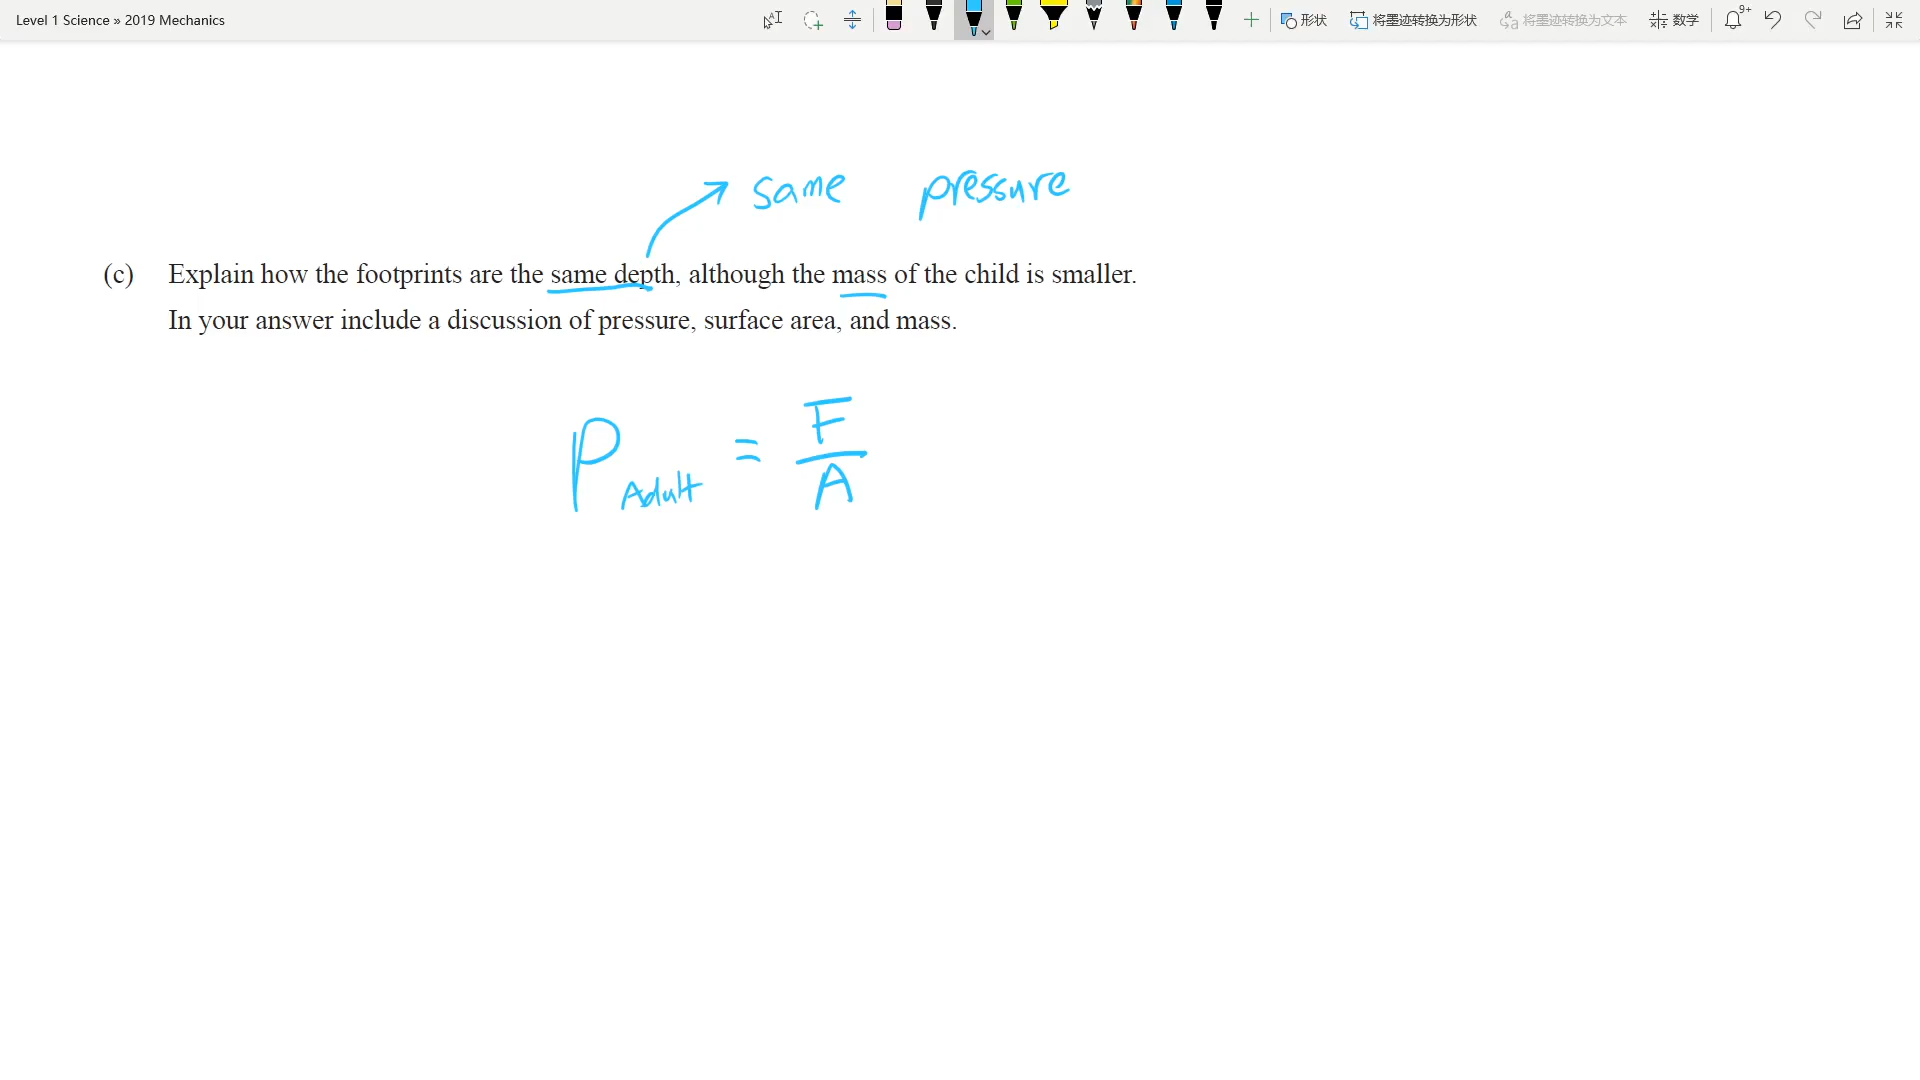 Level 1 Science » 2019 Mechanics
形状
将墨迹转换为形状
将墨迹转换为文本
数学
9+
same pressure
(c) Explain how the footprints are the same depth, although the mass of the child is smaller.
In your answer include a discussion of pressure, surface area, and mass.
P Adult = F
A